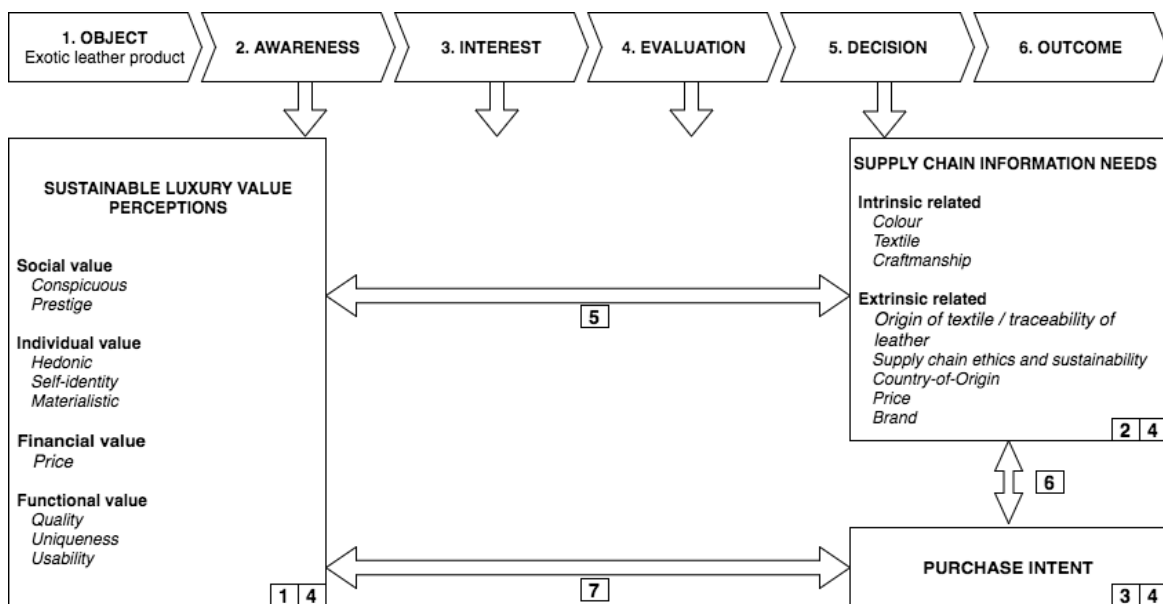 1. OBJECT
Exotic leather product
2. AWARENESS
3. INTEREST
4. EVALUATION
5. DECISION
6. OUTCOME
SUSTAINABLE LUXURY VALUE
PERCEPTIONS
Social value
Conspicuous
Prestige
Individual value
Hedonic
Self-identity
Materialistic
Financial value
Price
Functional value
Quality
Uniqueness
Usability
1 4
5
7
SUPPLY CHAIN INFORMATION NEEDS
Intrinsic related
Colour
Textile
Craftmanship
Extrinsic related
Origin of textile / traceability of
leather
Supply chain ethics and sustainability
Country-of-Origin
Price
Brand
2 4
6
PURCHASE INTENT
3 4